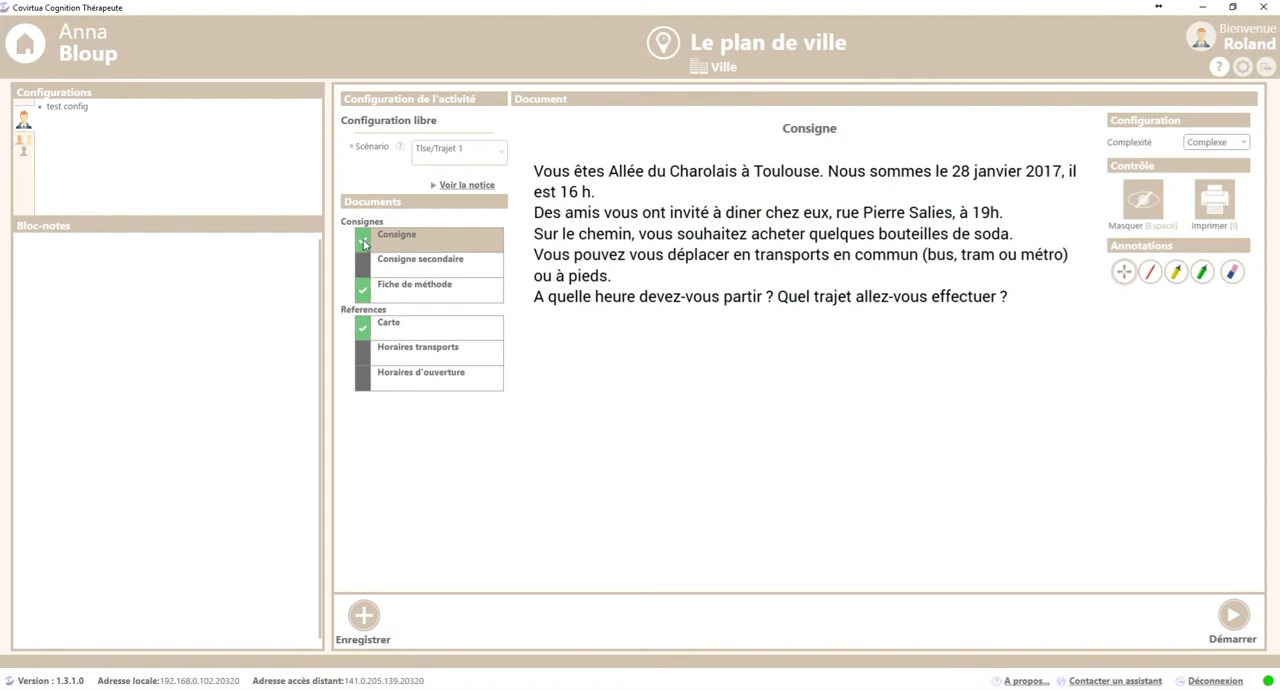 Covirtua Cognition Thérapeute
Anna
Bloup
Le plan de ville
Ville
Bienvenue
Roland
?
Configurations
test config
Bloc-notes
Configuration de l'activité
Configuration libre
Scénario ? Tlse/Trajet 1
Voir la notice
Documents
Consignes
Consigne
Consigne secondaire
Fiche de méthode
References
Carte
Horaires transports
Horaires d'ouverture
Document
Consigne
Vous êtes Allée du Charolais à Toulouse. Nous sommes le 28 janvier 2017, il
est 16 h.
Des amis vous ont invité à diner chez eux, rue Pierre Salies, à 19h.
Sur le chemin, vous souhaitez acheter quelques bouteilles de soda.
Vous pouvez vous déplacer en transports en commun (bus, tram ou métro)
ou à pieds.
A quelle heure devez-vous partir ? Quel trajet allez-vous effectuer ?
Configuration
Complexité Complexe
Contrôle
Masquer [Espace] Imprimer [I]
Annotations
Enregistrer
Démarrer
Version : 1.3.1.0 Adresse locale:192.168.0.102.20320 Adresse accès distant:141.0.205.139.20320 ? A propos... Contacter un assistant Déconnexion